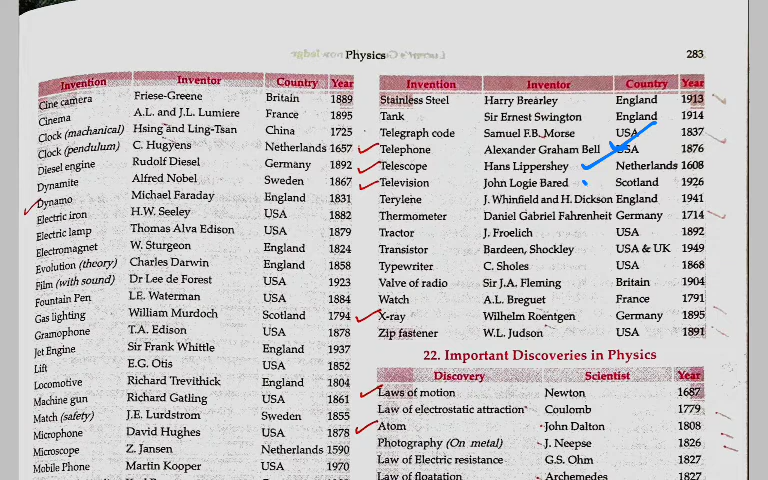 Physics
283
Invention Inventor Country Year
Cine camera Friese-Greene Britain 1889
Cinema A.L. and J.L. Lumiere France 1895
Clock (machanical) Hsing and Ling-Tsan China 1725
Clock (pendulum) C. Hugyens Netherlands 1657
Diesel engine Rudolf Diesel Germany 1892
Dynamite Alfred Nobel Sweden 1867
Dynamo Michael Faraday England 1831
Electric iron H.W. Seeley USA 1882
Electric lamp Thomas Alva Edison USA 1879
Electromagnet W. Sturgeon England 1824
Evolution (theory) Charles Darwin England 1858
Film (with sound) Dr Lee de Forest USA 1923
Fountain Pen L.E. Waterman USA 1884
Gas lighting William Murdoch Scotland 1794
Gramophone T.A. Edison USA 1878
Jet Engine Sir Frank Whittle England 1937
Lift E.G. Otis USA 1852
Locomotive Richard Trevithick England 1804
Machine gun Richard Gatling USA 1861
Match (safety) J.E. Lurdstrom Sweden 1855
Microphone David Hughes USA 1878
Microscope Z. Jansen Netherlands 1590
Mobile Phone Martin Kooper USA 1970
Invention Inventor Country Year
Stainless Steel Harry Brearley England 1913
Tank Sir Ernest Swington England 1914
Telegraph code Samuel F.B. Morse USA 1837
Telephone Alexander Graham Bell USA 1876
Telescope Hans Lippershey Netherlands 1608
Television John Logie Bared Scotland 1926
Terylene J. Whinfield and H. Dickson England 1941
Thermometer Daniel Gabriel Fahrenheit Germany 1714
Tractor J. Froelich USA 1892
Transistor Bardeen, Shockley USA & UK 1949
Typewriter C. Sholes USA 1868
Valve of radio Sir J.A. Fleming Britain 1904
Watch A.L. Breguet France 1791
X-ray Wilhelm Roentgen Germany 1895
Zip fastener W.L. Judson USA 1891
22. Important Discoveries in Physics
Discovery Scientist Year
Laws of motion Newton 1687
Law of electrostatic attraction Coulomb 1779
Atom John Dalton 1808
Photography (On metal) J. Neepse 1826
Law of Electric resistance G.S. Ohm 1827
Law of floatation Archemedes 1827